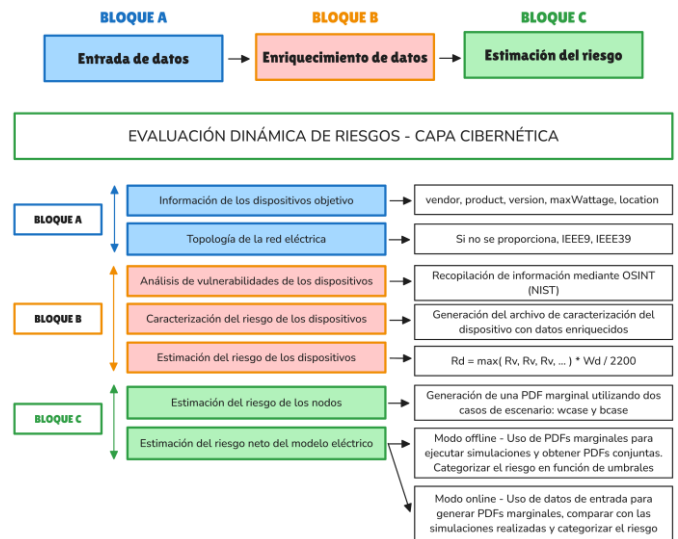 BLOQUE A
BLOQUE B
BLOQUE C
Entrada de datos
Enriquecimiento de datos
Estimación del riesgo
EVALUACIÓN DINÁMICA DE RIESGOS - CAPA CIBERNÉTICA
BLOQUE A
Información de los dispositivos objetivo
vendor, product, version, maxWattage, location
Topología de la red eléctrica
Si no se proporciona, IEEE9, IEEE39
BLOQUE B
Análisis de vulnerabilidades de los dispositivos
Recopilación de información mediante OSINT
(NIST)
Caracterización del riesgo de los dispositivos
Generación del archivo de caracterización del
dispositivo con datos enriquecidos
Estimación del riesgo de los dispositivos
Rd = max( Rv, Rv, Rv, ... ) * Wd / 2200
BLOQUE C
Estimación del riesgo de los nodos
Generación de una PDF marginal utilizando dos
casos de escenario: wcase y bcase
Estimación del riesgo neto del modelo eléctrico
Modo offline - Uso de PDFs marginales para
ejecutar simulaciones y obtener PDFs conjuntas.
Categorizar el riesgo en función de umbrales
Modo online - Uso de datos de entrada para
generar PDFs marginales, comparar con las
simulaciones realizadas y categorizar el riesgo